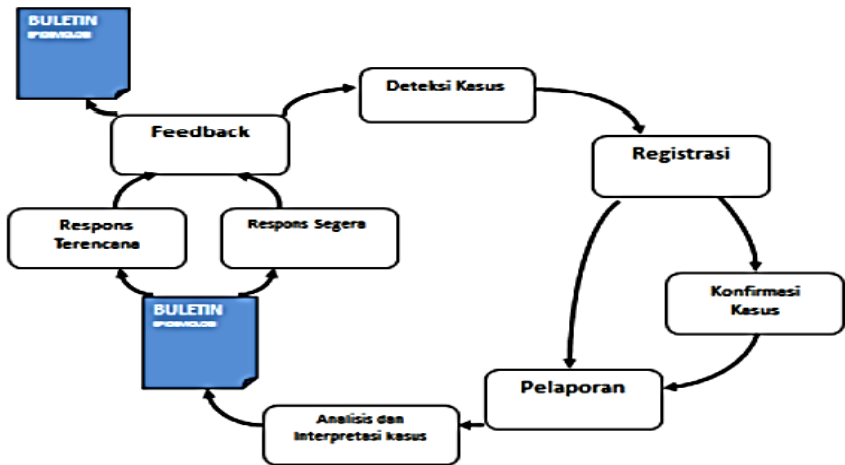 BULETIN
Deteksi Kasus
Feedback
Registrasi
Respons
Terencana
Respons Segera
BULETIN
Konfirmasi
Kasus
Pelaporan
Analisis dan
Interpretasi kasus